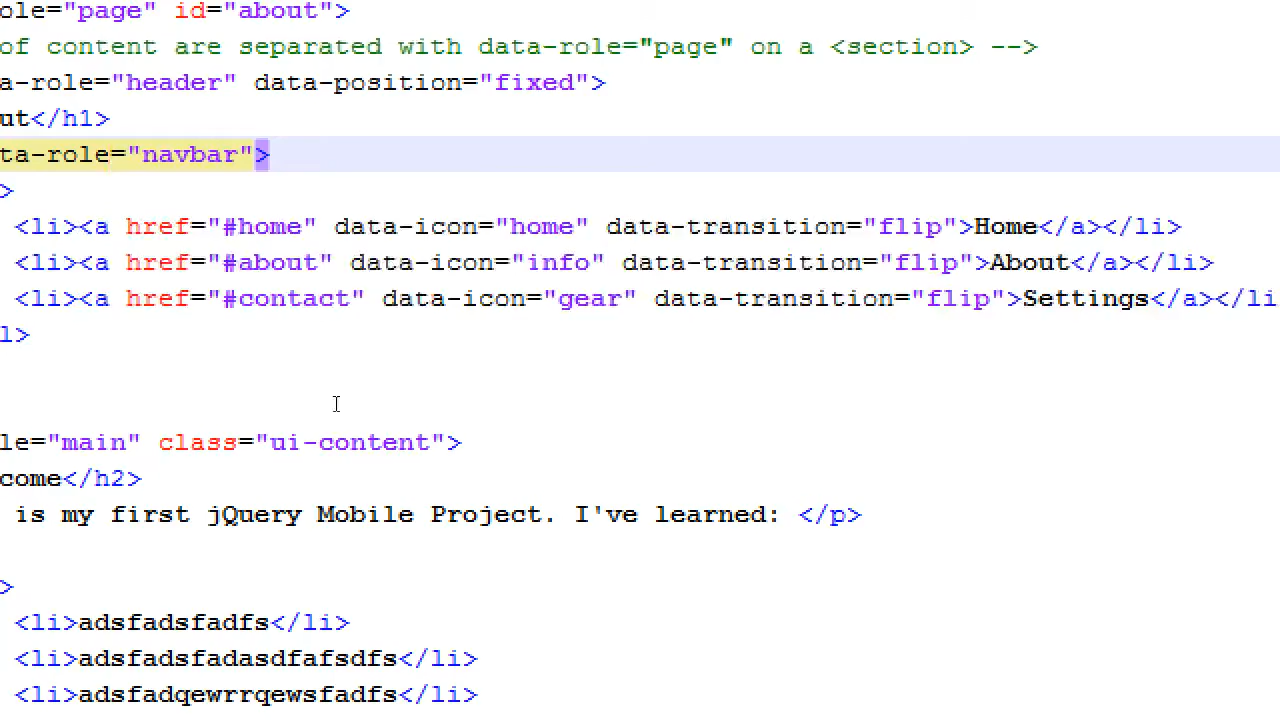 ole="page" id="about">
of content are separated with data-role="page" on a <section> -->
a-role="header" data-position="fixed">
ut</h1>
ta-role="navbar">
>
<li><a href="#home" data-icon="home" data-transition="flip">Home</a></li>
<li><a href="#about" data-icon="info" data-transition="flip">About</a></li>
<li><a href="#contact" data-icon="gear" data-transition="flip">Settings</a></li
l>
le="main" class="ui-content">
come</h2>
is my first jQuery Mobile Project. I've learned: </p>
>
<li>adsfadsfadfs</li>
<li>adsfadsfadasdfafsdfs</li>
<li>adsfadqewrrqewsfadfs</li>